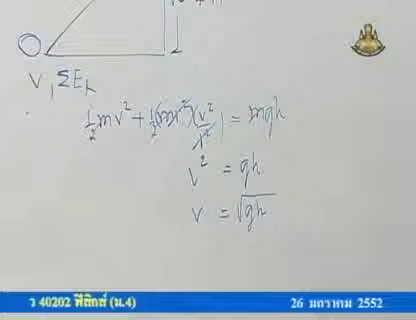 V, ΣEk
½mv² + ½(mr²)(v²/r²) = mgh
v² = gh
v = √gh
ว 40202 ฟิสิกส์ (ม.4) 26 มกราคม 2552